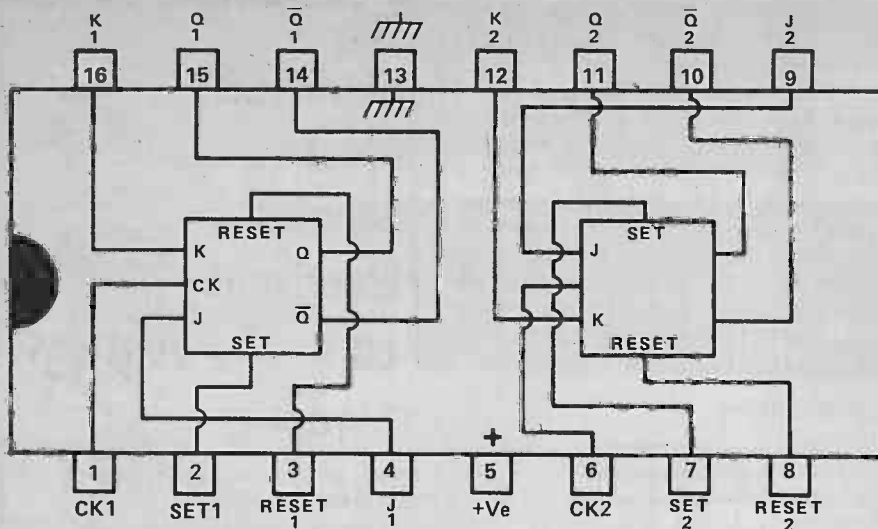 K Q Q̅ K Q Q̅ J
1 1 1 2 2 2 2
16 15 14 13 12 11 10 9
RESET SET
K Q J
CK
J Q̅ K
SET RESET
+
1 2 3 4 5 6 7 8
CK1 SET1 RESET J +Ve CK2 SET RESET
1 1 2 2